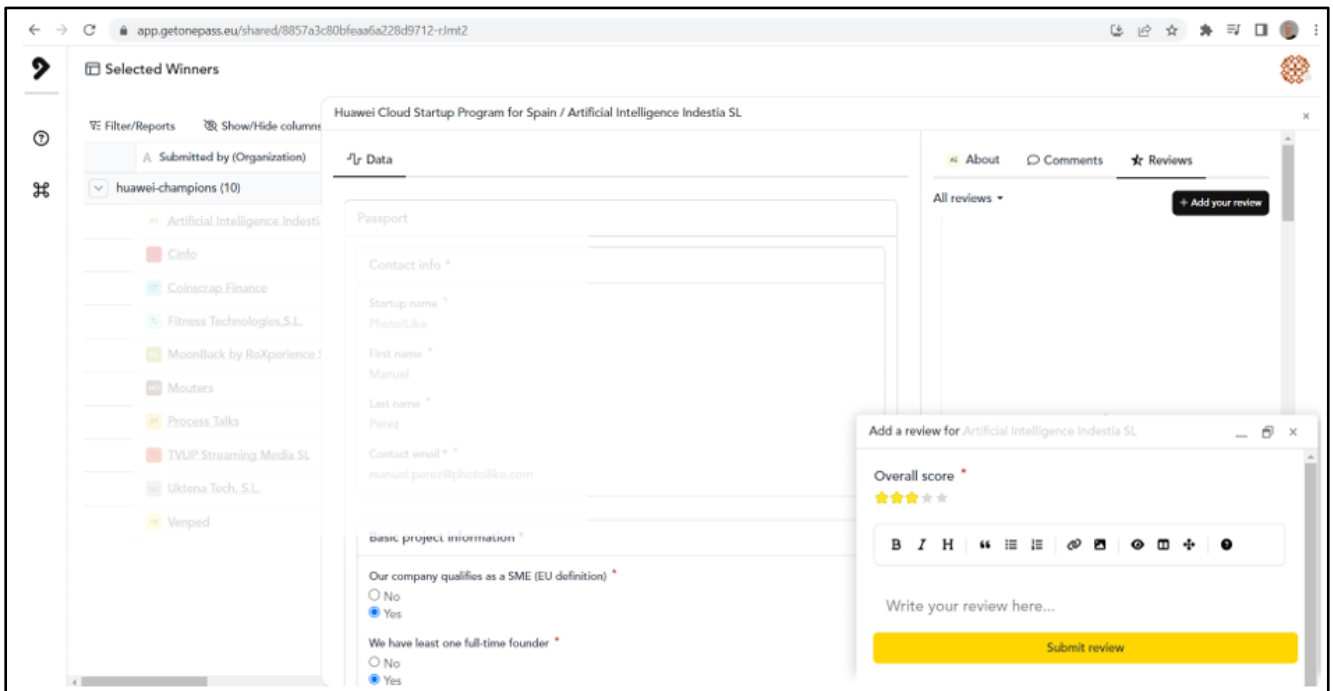 app.getonepass.eu/shared/8857a3c80bfeaa6a228d9712-rJmt2
Selected Winners
Filter/Reports
Show/Hide columns
Submitted by (Organization)
huawei-champions (10)
Artificial Intelligence Indesti
Cinfo
Coinscrap Finance
Fitness Technologies,S.L.
MoonBack by RoXperience S
Mouters
Process Talks
TVUP Streaming Media SL
Uktena Tech, S.L.
Venped
Huawei Cloud Startup Program for Spain / Artificial Intelligence Indestia SL
Data
Passport
Contact info *
Startup name *
PhotoILike
First name *
Manuel
Last name *
Perez
Contact email * *
manuel.perez@photoilike.com
Basic project information *
Our company qualifies as a SME (EU definition) *
No
Yes
We have least one full-time founder *
No
Yes
About
Comments
Reviews
All reviews
+ Add your review
Add a review for Artificial Intelligence Indestia SL
Overall score *
B I H
Write your review here...
Submit review